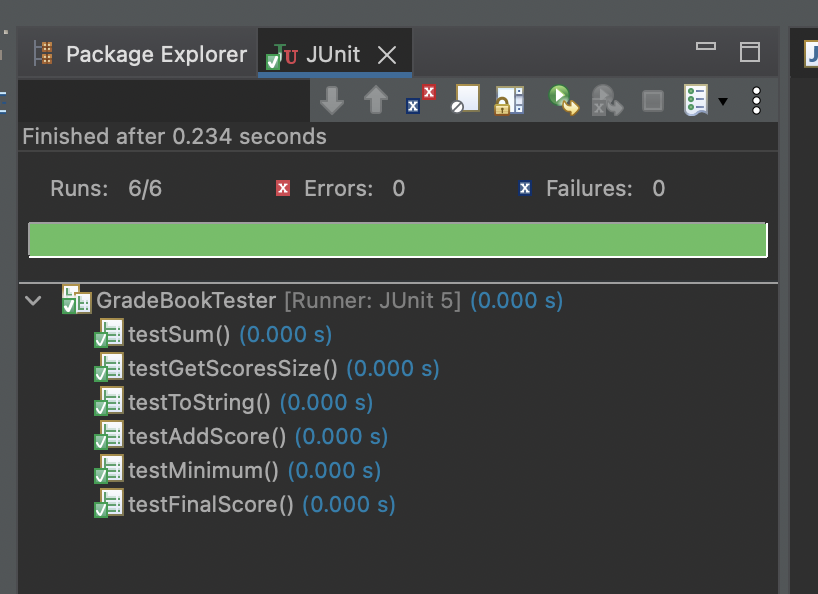 Package Explorer JUnit
Finished after 0.234 seconds
Runs: 6/6 Errors: 0 Failures: 0
GradeBookTester [Runner: JUnit 5] (0.000 s)
testSum() (0.000 s)
testGetScoresSize() (0.000 s)
testToString() (0.000 s)
testAddScore() (0.000 s)
testMinimum() (0.000 s)
testFinalScore() (0.000 s)